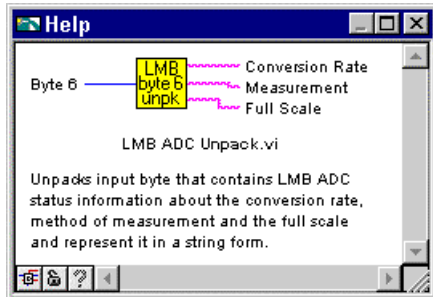 Help
LMB
byte 6
unpk
Byte 6
Conversion Rate
Measurement
Full Scale
LMB ADC Unpack.vi
Unpacks input byte that contains LMB ADC
status information about the conversion rate,
method of measurement and the full scale
and represent it in a string form.
?